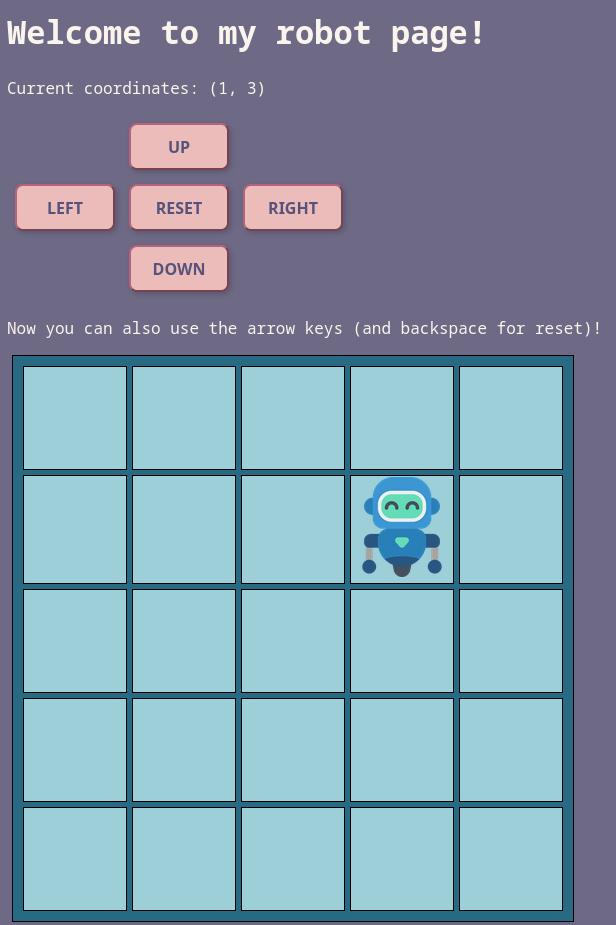 Welcome to my robot page!
Current coordinates: (1, 3)
UP
LEFT RESET RIGHT
DOWN
Now you can also use the arrow keys (and backspace for reset)!